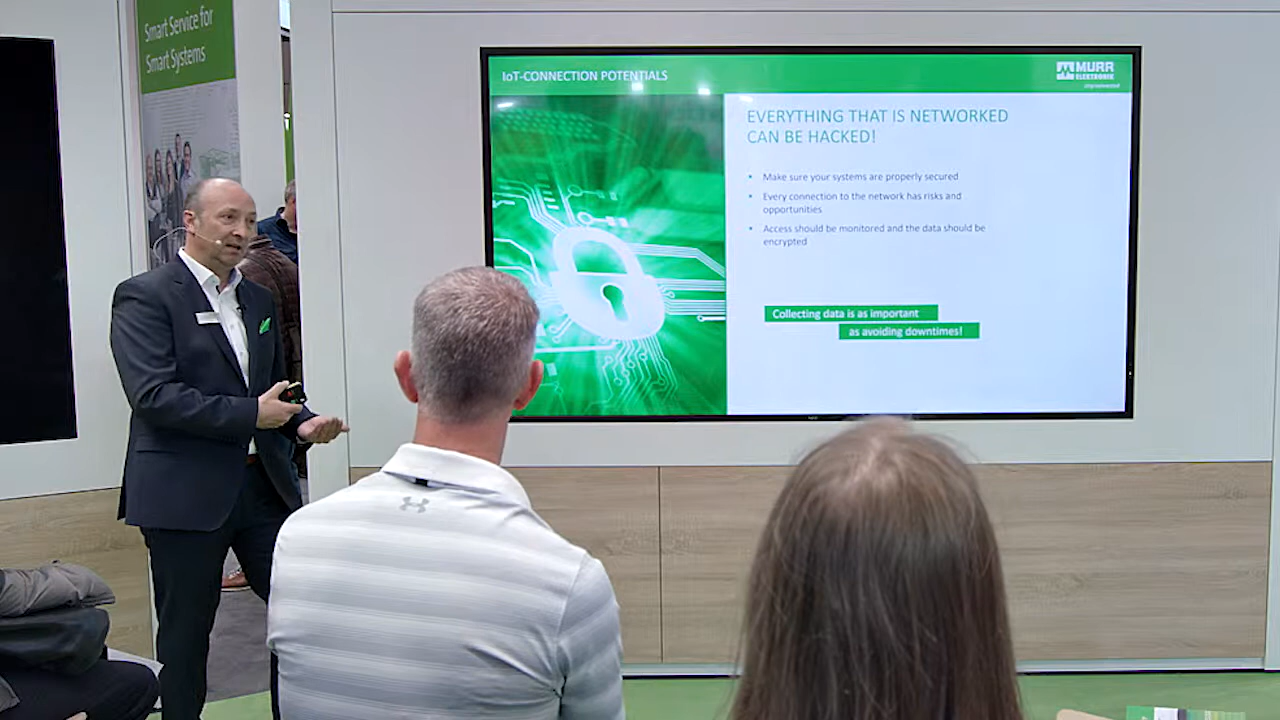 Smart Service for
Smart Systems
IoT-CONNECTION POTENTIALS
MURR
ELEKTRONIK
stay connected
EVERYTHING THAT IS NETWORKED
CAN BE HACKED!
• Make sure your systems are properly secured
• Every connection to the network has risks and
opportunities
• Access should be monitored and the data should be
encrypted
Collecting data is as important
as avoiding downtimes!